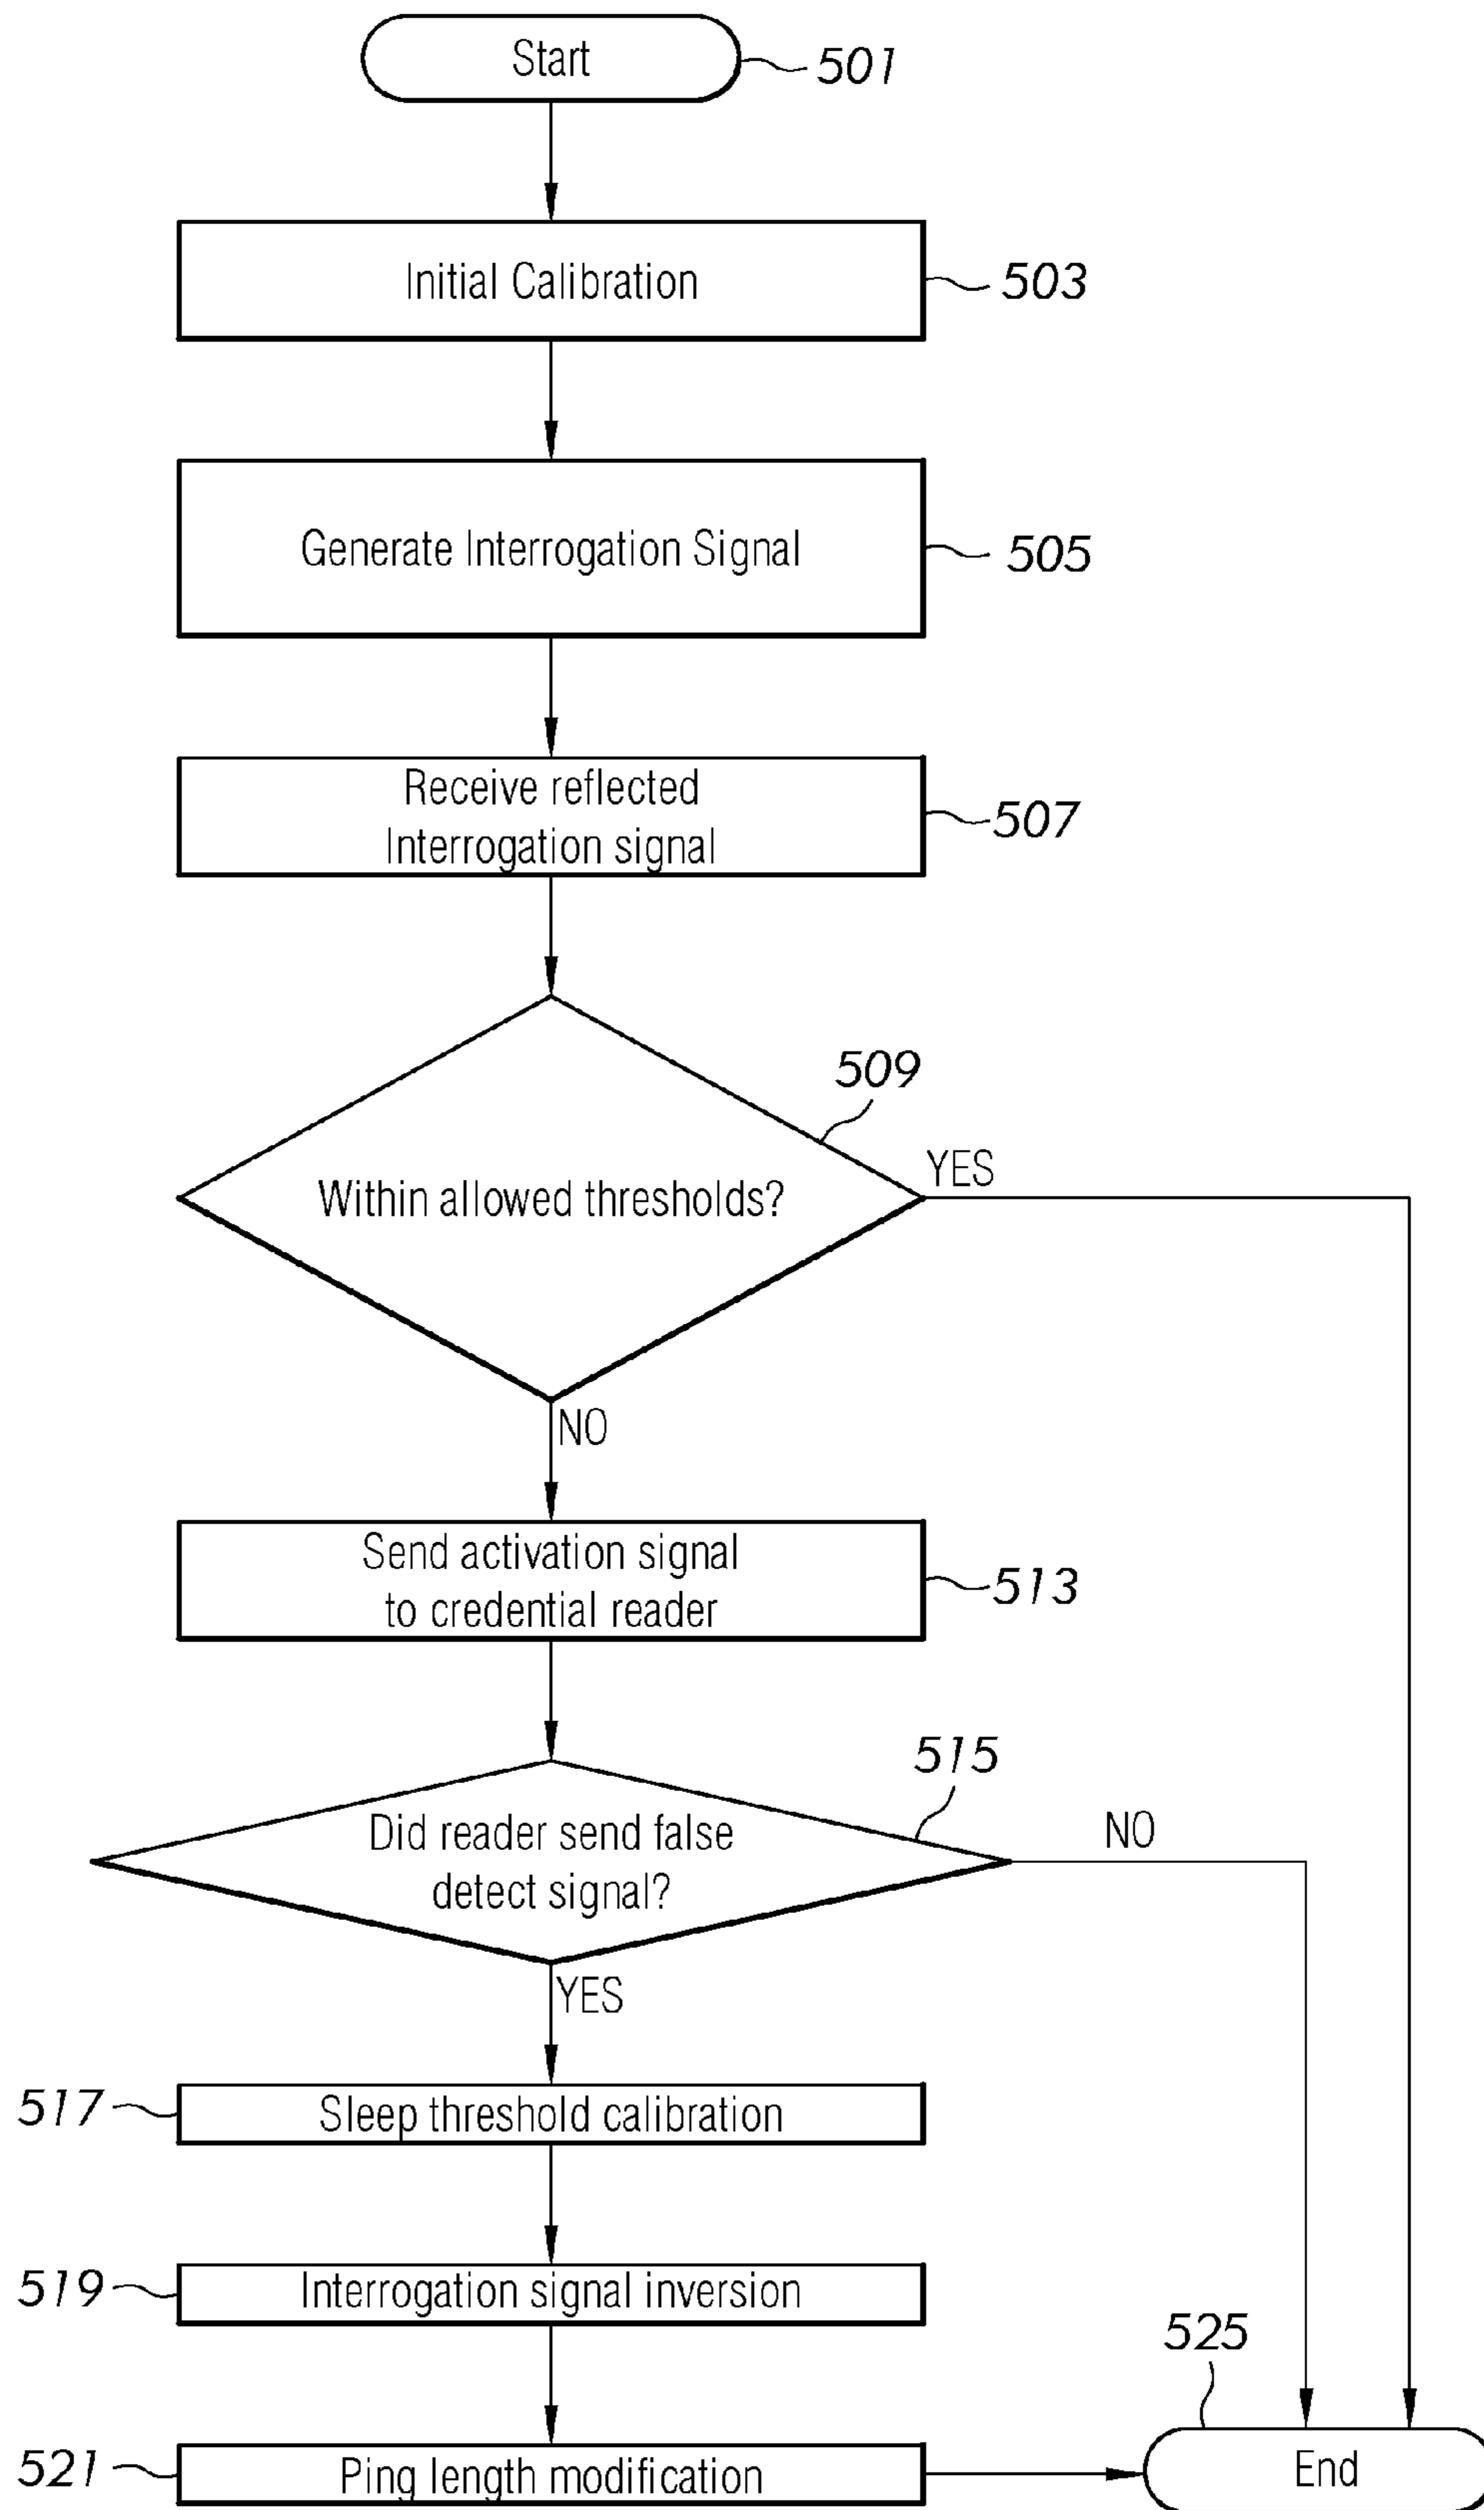 Start
501
Initial Calibration
503
Generate Interrogation Signal
505
Receive reflected
Interrogation signal
507
509
Within allowed thresholds?
YES
NO
Send activation signal
to credential reader
513
515
Did reader send false
detect signal?
NO
YES
517
Sleep threshold calibration
519
Interrogation signal inversion
525
521
Ping length modification
End